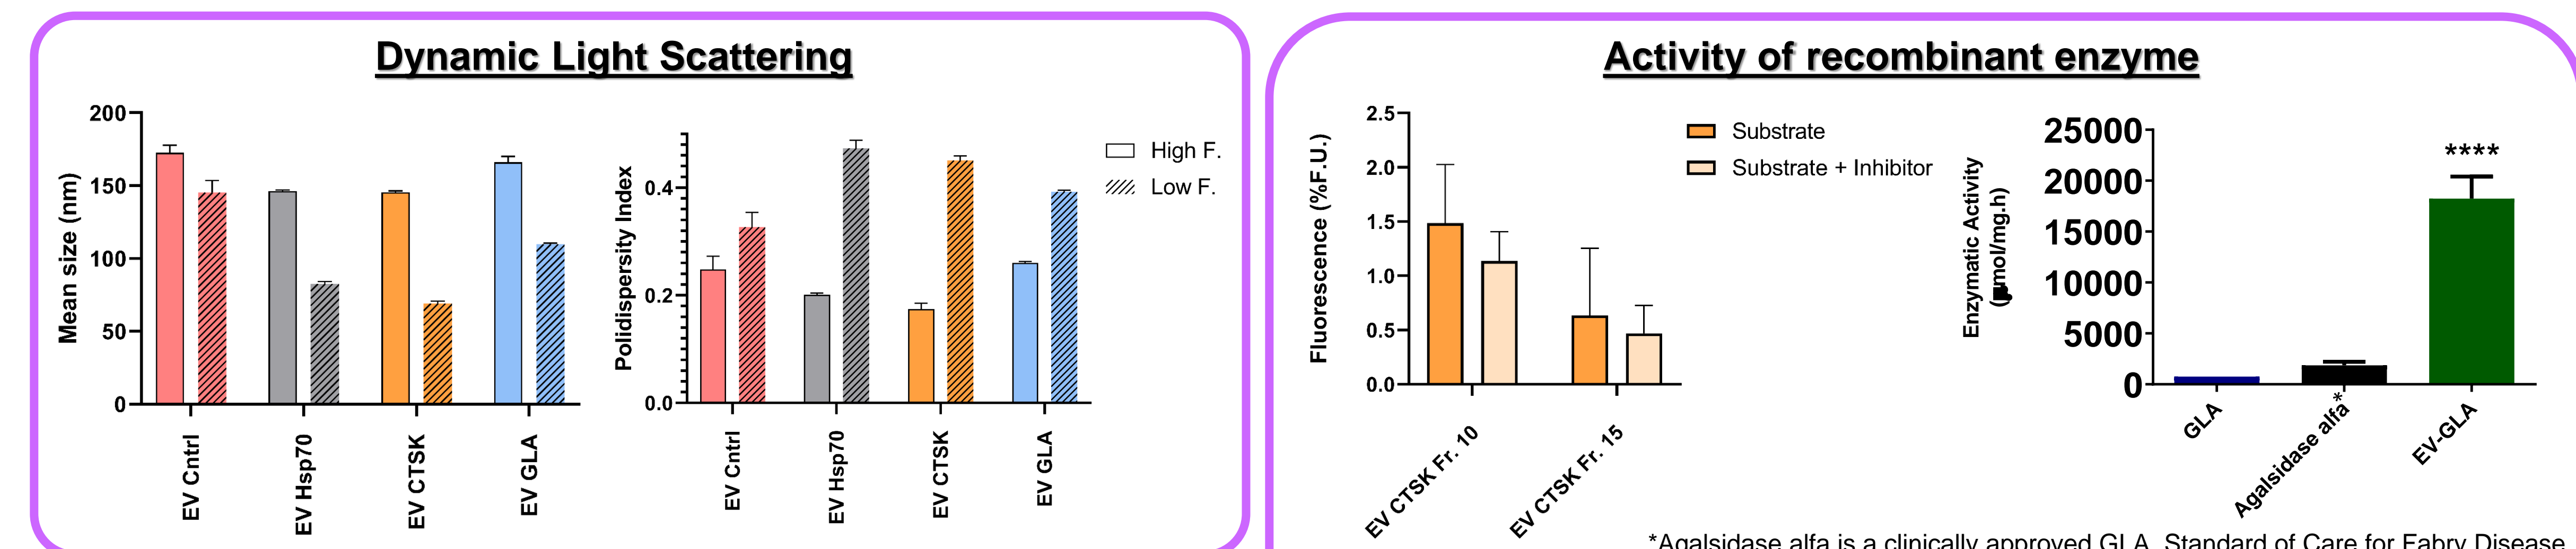 Dynamic Light Scattering
Mean size (nm)
200
150
100
50
0
EV Cntrl
EV Hsp70
EV CTSK
EV GLA
Polidispersity Index
0.4
0.2
0.0
EV Cntrl
EV Hsp70
EV CTSK
EV GLA
High F.
Low F.
Activity of recombinant enzyme
Fluorescence (%F.U.)
2.5
2.0
1.5
1.0
0.5
0.0
EV CTSK Fr. 10
EV CTSK Fr. 15
Substrate
Substrate + Inhibitor
Enzymatic Activity
mol/mg.h)
25000
20000
15000
10000
5000
0
****
GLA
Agalsidase alfa*
EV-GLA
*Agalsidase alfa is a clinically approved GLA, Standard of Care for Fabry Disease